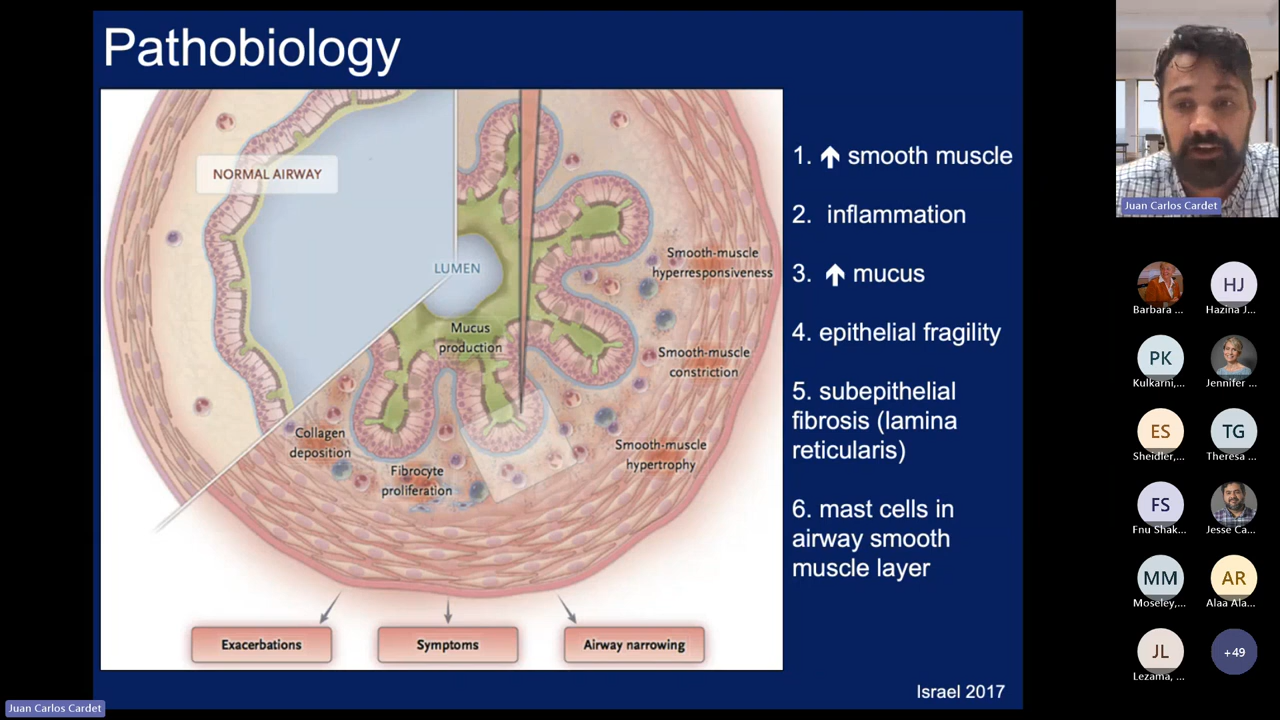 Pathobiology
NORMAL AIRWAY
LUMEN
Mucus
production
Smooth-muscle
hyperresponsiveness
Smooth-muscle
constriction
Smooth-muscle
hypertrophy
Collagen
deposition
Fibrocyte
proliferation
Exacerbations
Symptoms
Airway narrowing
1. ⬆ smooth muscle
2. inflammation
3. ⬆ mucus
4. epithelial fragility
5. subepithelial
fibrosis (lamina
reticularis)
6. mast cells in
airway smooth
muscle layer
Israel 2017
Juan Carlos Cardet
Juan Carlos Cardet
Barbara ...
HJ
Hazina J...
PK
Kulkarni,...
Jennifer ...
ES
Sheidler,...
TG
Theresa ...
FS
Fnu Shak...
Jesse Ca...
MM
Moseley,...
AR
Alaa Ala...
JL
Lezama, ...
+49